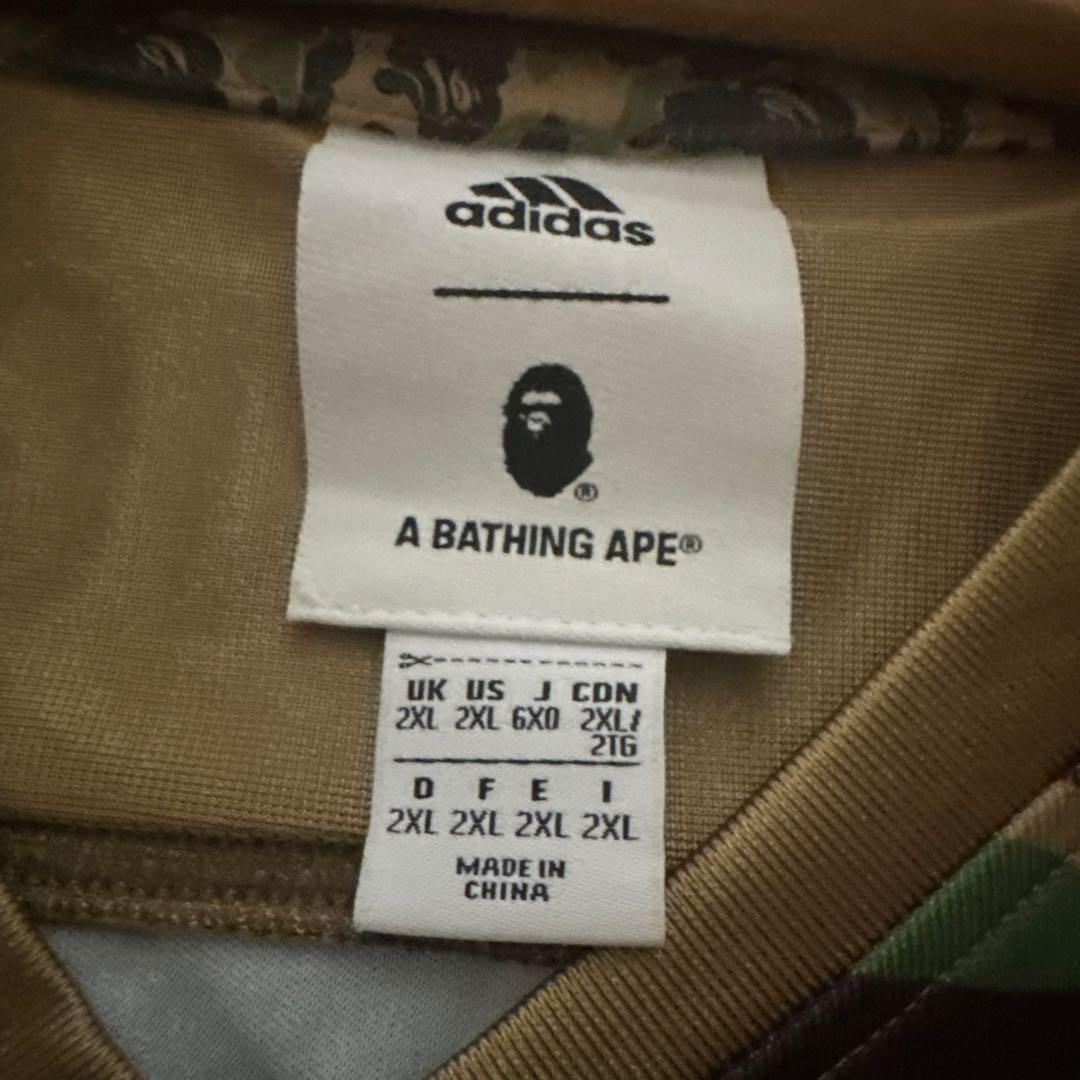 adidas
A BATHING APE®
UK US J CDN
2XL 2XL 6XO 2XL/
2TG
D F E I
2XL 2XL 2XL 2XL
MADE IN
CHINA